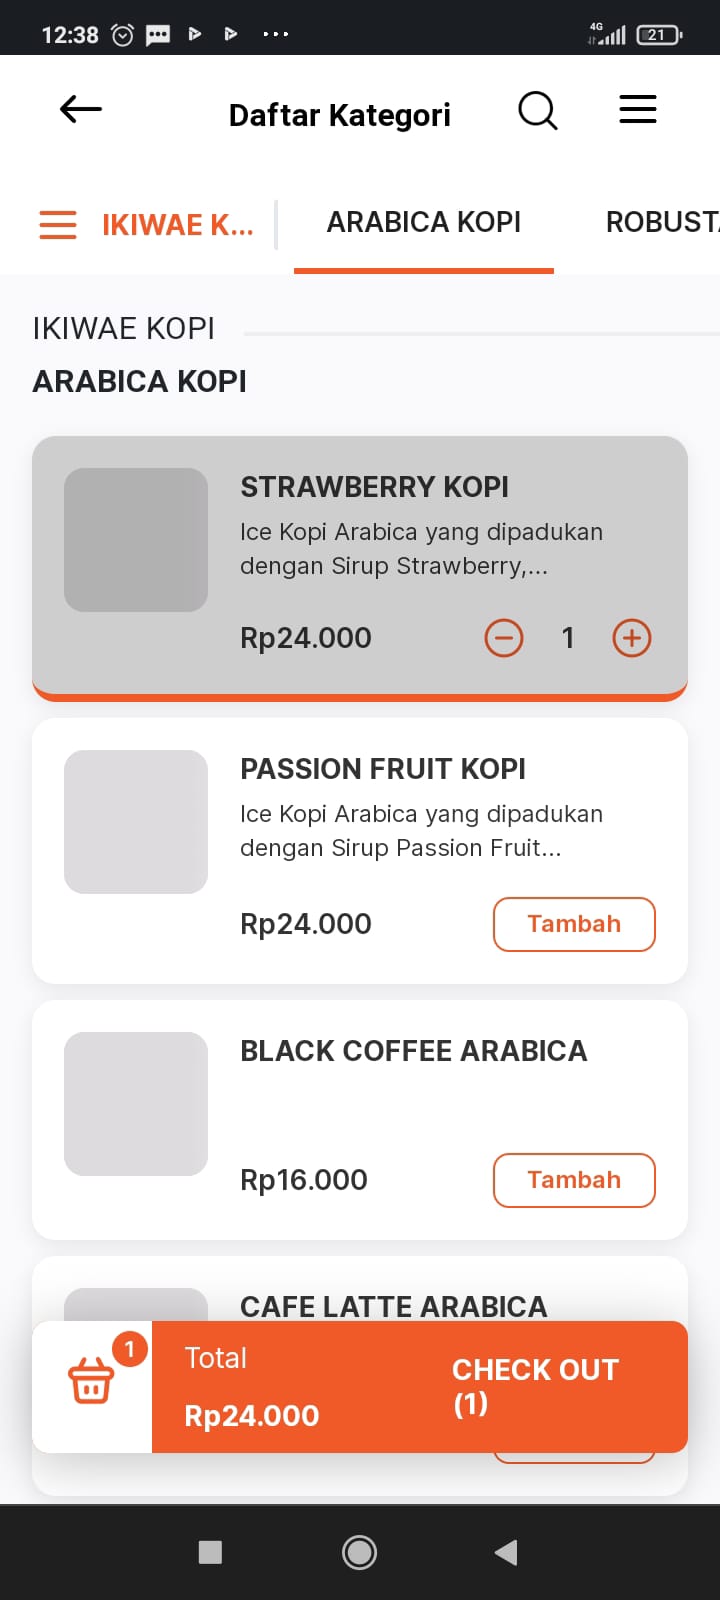 12:38
4G
21
Daftar Kategori
IKIWAE K...
ARABICA KOPI
ROBUSTA
IKIWAE KOPI
ARABICA KOPI
STRAWBERRY KOPI
Ice Kopi Arabica yang dipadukan
dengan Sirup Strawberry,...
Rp24.000
1
PASSION FRUIT KOPI
Ice Kopi Arabica yang dipadukan
dengan Sirup Passion Fruit...
Rp24.000
Tambah
BLACK COFFEE ARABICA
Rp16.000
Tambah
CAFE LATTE ARABICA
1
Total
Rp24.000
CHECK OUT
(1)